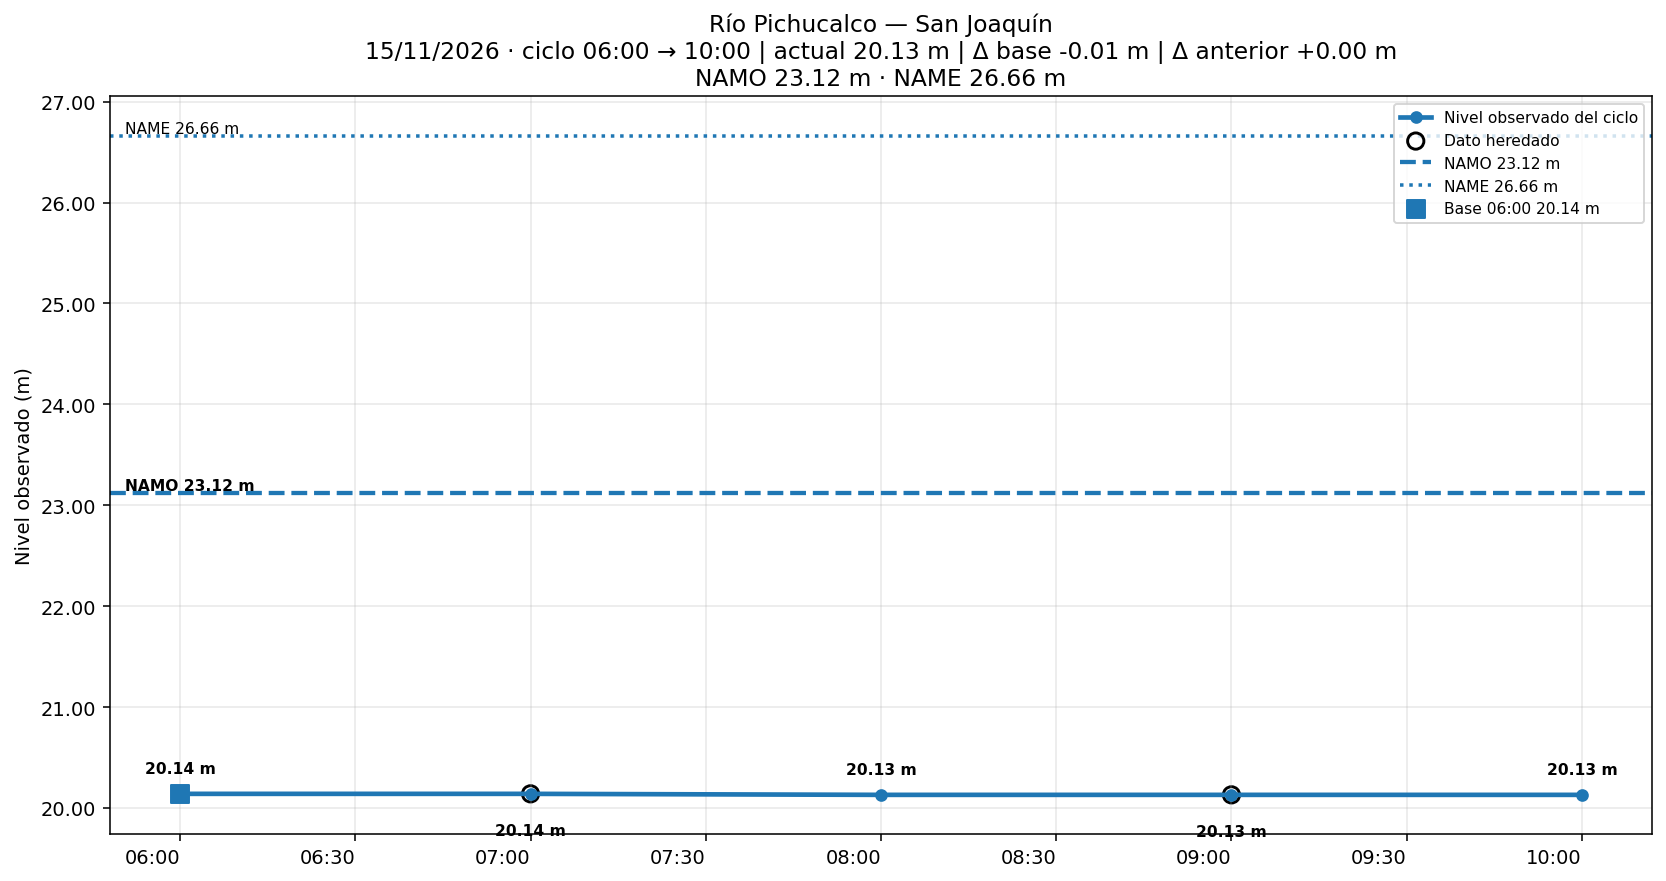 Río Pichucalco — San Joaquín
15/11/2026 · ciclo 06:00 → 10:00 | actual 20.13 m | Δ base -0.01 m | Δ anterior +0.00 m
NAMO 23.12 m · NAME 26.66 m
Nivel observado (m)
27.00
26.00
25.00
24.00
23.00
22.00
21.00
20.00
NAME 26.66 m
NAMO 23.12 m
Nivel observado del ciclo
Dato heredado
NAMO 23.12 m
NAME 26.66 m
Base 06:00 20.14 m
20.14 m
20.14 m
20.13 m
20.13 m
20.13 m
06:00
06:30
07:00
07:30
08:00
08:30
09:00
09:30
10:00